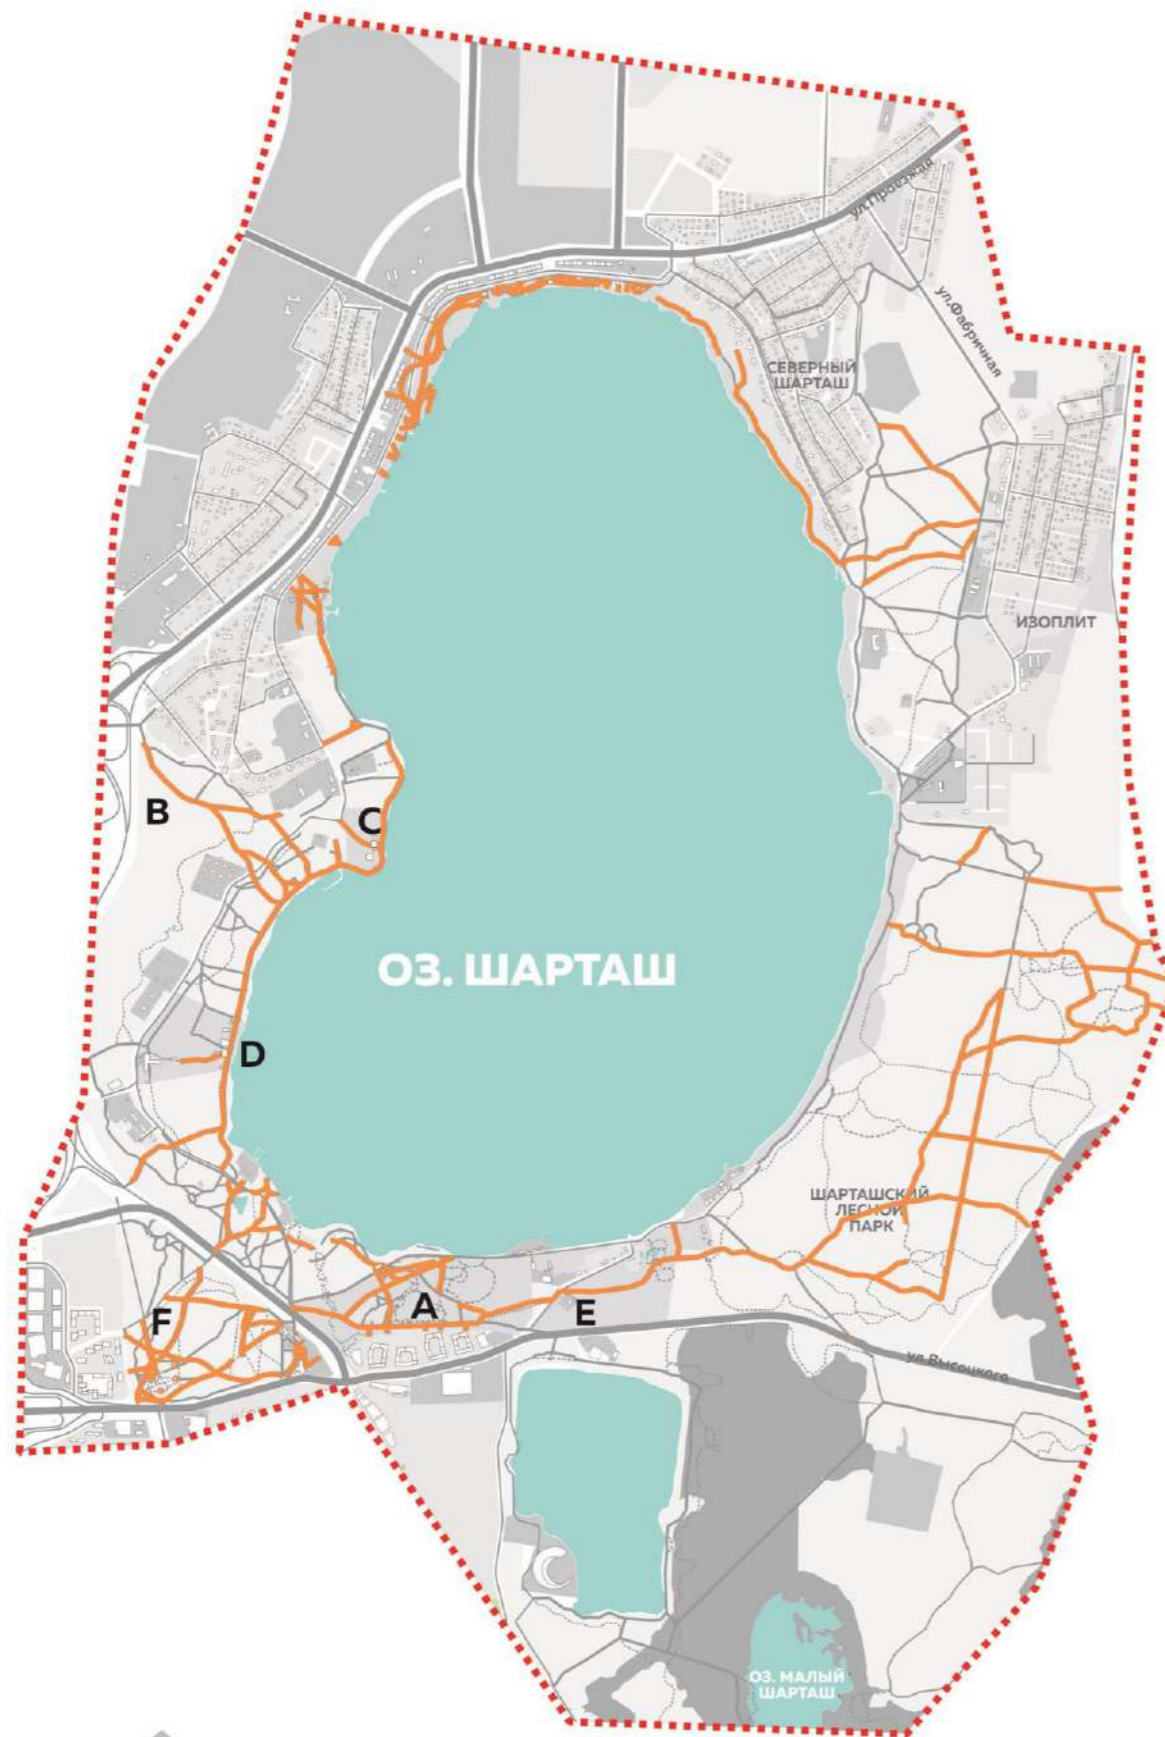 ул.Проезжая
ул.Фабричная
СЕВЕРНЫЙ
ШАРТАШ
ИЗОПЛИТ
B
C
ОЗ. ШАРТАШ
D
ШАРТАШСКИЙ
ЛЕСНОЙ
ПАРК
A
E
F
ул.Высоцкого
ОЗ. МАЛЫЙ
ШАРТАШ